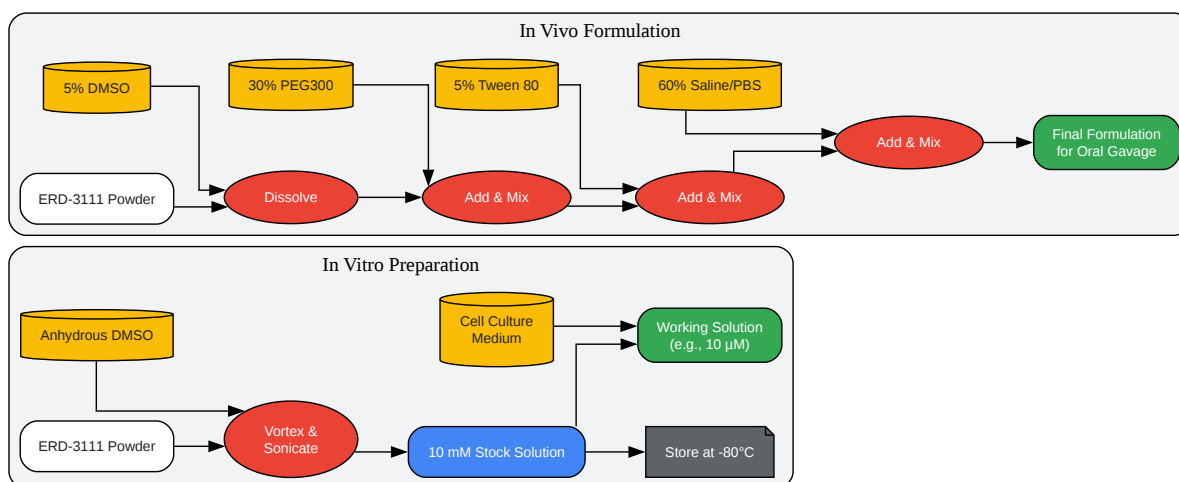 In Vivo Formulation
5% DMSO
30% PEG300
5% Tween 80
60% Saline/PBS
ERD-3111 Powder
Dissolve
Add & Mix
Add & Mix
Add & Mix
Final Formulation
for Oral Gavage
In Vitro Preparation
Anhydrous DMSO
ERD-3111 Powder
Vortex &
Sonicate
Cell Culture
Medium
10 mM Stock Solution
Working Solution
(e.g., 10 µM)
Store at -80°C